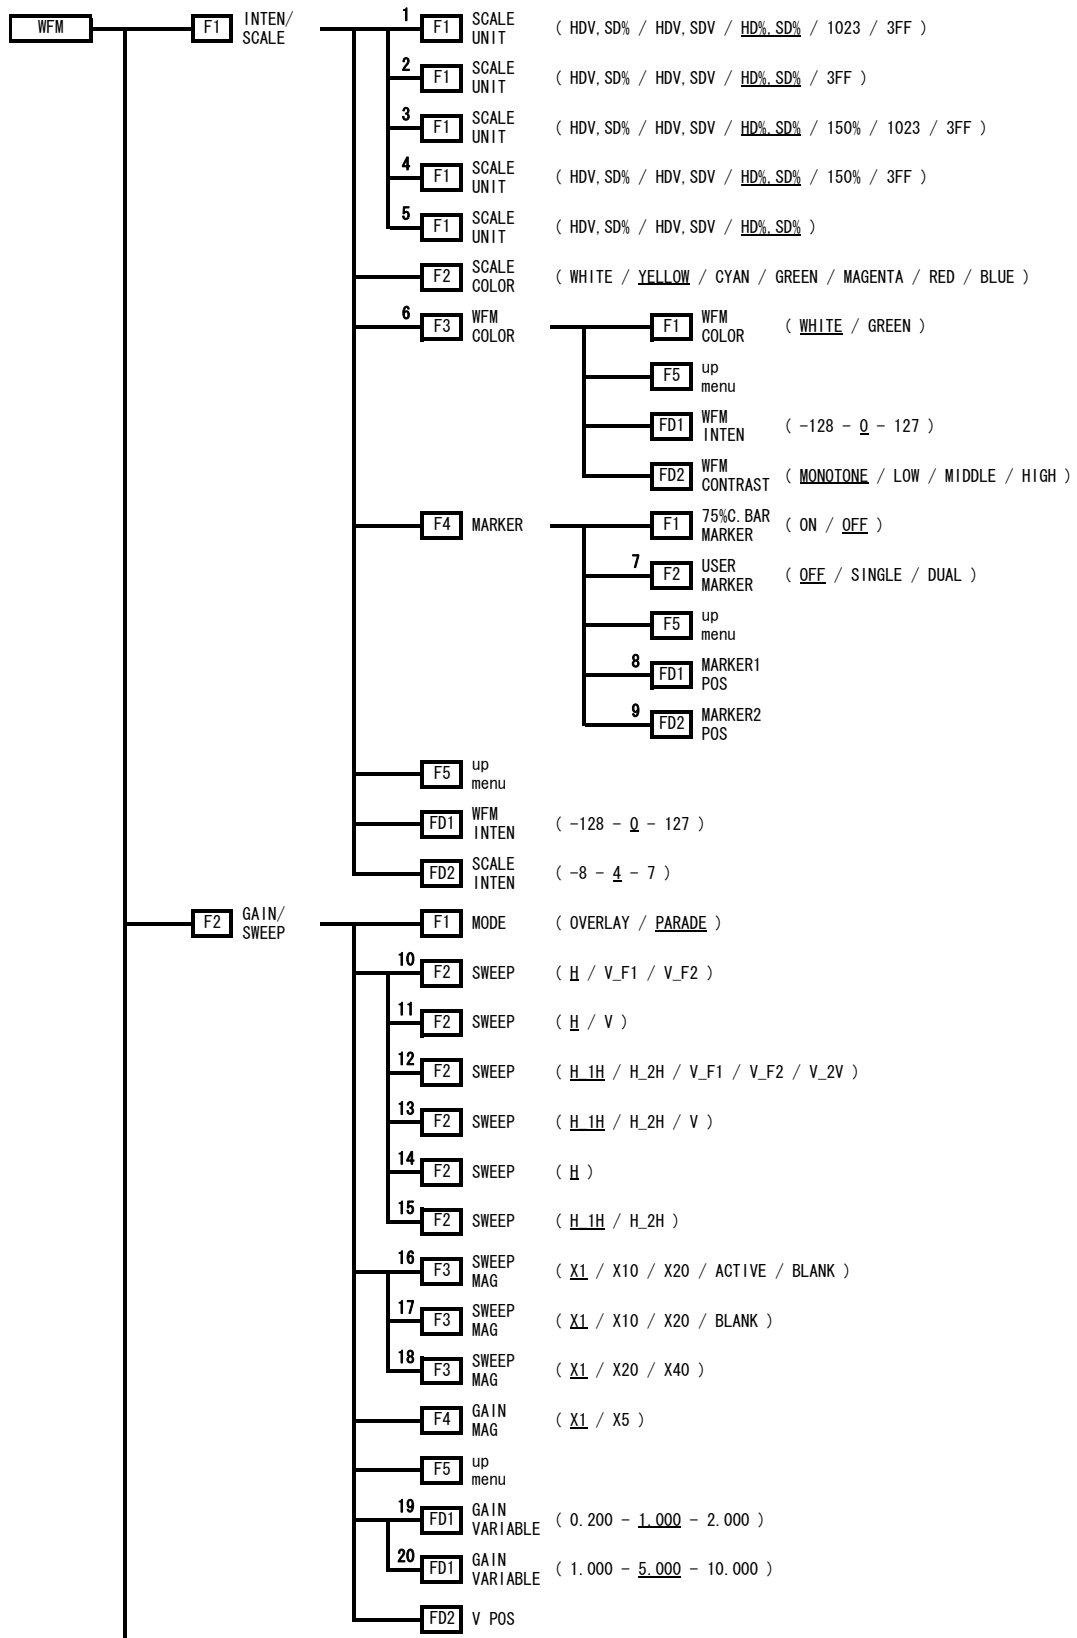 WFM F1 INTEN/ SCALE 1 F1 SCALE UNIT ( HDV,SD% / HDV,SDV / HD%,SD% / 1023 / 3FF )
2 F1 SCALE UNIT ( HDV,SD% / HDV,SDV / HD%,SD% / 3FF )
3 F1 SCALE UNIT ( HDV,SD% / HDV,SDV / HD%,SD% / 150% / 1023 / 3FF )
4 F1 SCALE UNIT ( HDV,SD% / HDV,SDV / HD%,SD% / 150% / 3FF )
5 F1 SCALE UNIT ( HDV,SD% / HDV,SDV / HD%,SD% )
F2 SCALE COLOR ( WHITE / YELLOW / CYAN / GREEN / MAGENTA / RED / BLUE )
6 F3 WFM COLOR F1 WFM COLOR ( WHITE / GREEN )
F5 up menu
FD1 WFM INTEN ( -128 - 0 - 127 )
FD2 WFM CONTRAST ( MONOTONE / LOW / MIDDLE / HIGH )
F4 MARKER F1 75%C.BAR MARKER ( ON / OFF )
7 F2 USER MARKER ( OFF / SINGLE / DUAL )
F5 up menu
8 FD1 MARKER1 POS
9 FD2 MARKER2 POS
F5 up menu
FD1 WFM INTEN ( -128 - 0 - 127 )
FD2 SCALE INTEN ( -8 - 4 - 7 )
F2 GAIN/ SWEEP F1 MODE ( OVERLAY / PARADE )
10 F2 SWEEP ( H / V_F1 / V_F2 )
11 F2 SWEEP ( H / V )
12 F2 SWEEP ( H_1H / H_2H / V_F1 / V_F2 / V_2V )
13 F2 SWEEP ( H_1H / H_2H / V )
14 F2 SWEEP ( H )
15 F2 SWEEP ( H_1H / H_2H )
16 F3 SWEEP MAG ( X1 / X10 / X20 / ACTIVE / BLANK )
17 F3 SWEEP MAG ( X1 / X10 / X20 / BLANK )
18 F3 SWEEP MAG ( X1 / X20 / X40 )
F4 GAIN MAG ( X1 / X5 )
F5 up menu
19 FD1 GAIN VARIABLE ( 0.200 - 1.000 - 2.000 )
20 FD1 GAIN VARIABLE ( 1.000 - 5.000 - 10.000 )
FD2 V POS